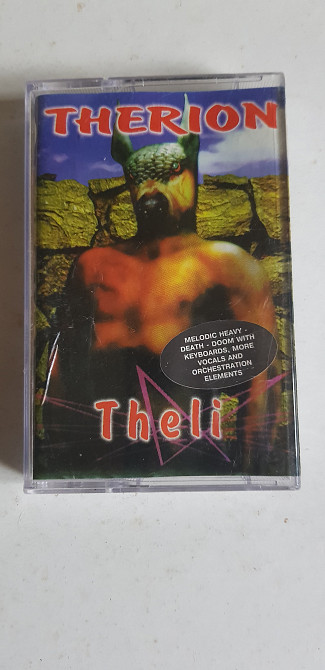 THERION
MELODIC HEAVY -
DEATH - DOOM WITH
KEYBOARDS, MORE
VOCALS AND
ORCHESTRATION
ELEMENTS
Theli